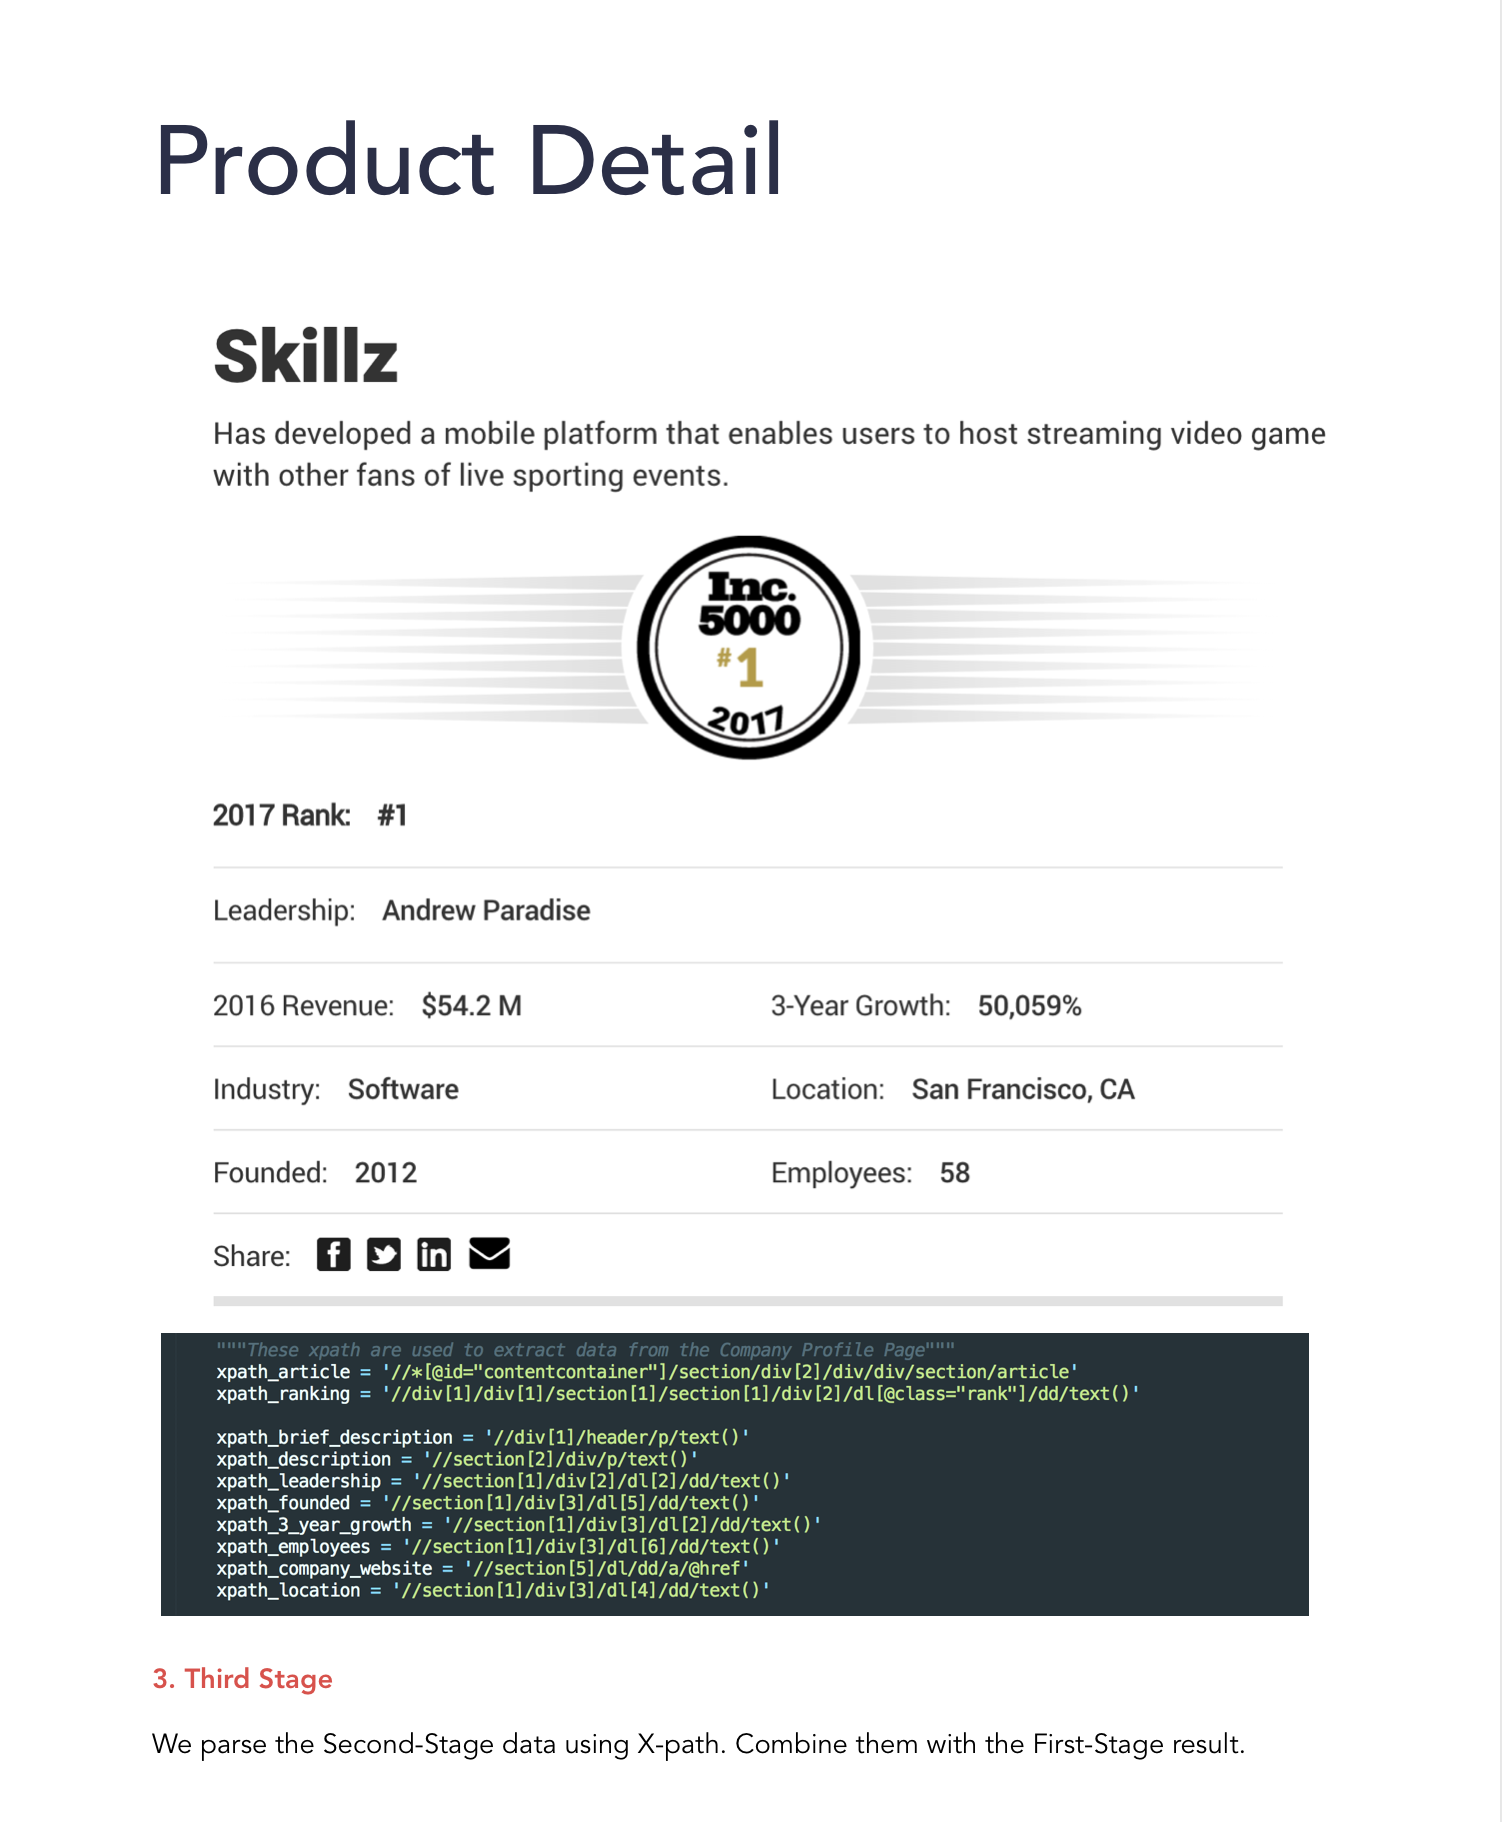 Product Detail
Skillz
Has developed a mobile platform that enables users to host streaming video game
with other fans of live sporting events.
Inc.
5000
#1
2017
2017 Rank: #1
Leadership: Andrew Paradise
2016 Revenue: $54.2 M 3-Year Growth: 50,059%
Industry: Software Location: San Francisco, CA
Founded: 2012 Employees: 58
Share: f in
"""These xpath are used to extract data from the Company Profile Page"""
xpath_article = '//*[@id="contentcontainer"]/section/div[2]/div/div/section/article'
xpath_ranking = '//div[1]/div[1]/section[1]/section[1]/div[2]/dl[@class="rank"]/dd/text()'
xpath_brief_description = '//div[1]/header/p/text()'
xpath_description = '//section[2]/div/p/text()'
xpath_leadership = '//section[1]/div[2]/dl[2]/dd/text()'
xpath_founded = '//section[1]/div[3]/dl[5]/dd/text()'
xpath_3_year_growth = '//section[1]/div[3]/dl[2]/dd/text()'
xpath_employees = '//section[1]/div[3]/dl[6]/dd/text()'
xpath_company_website = '//section[5]/dl/dd/a/@href'
xpath_location = '//section[1]/div[3]/dl[4]/dd/text()'
3. Third Stage
We parse the Second-Stage data using X-path. Combine them with the First-Stage result.